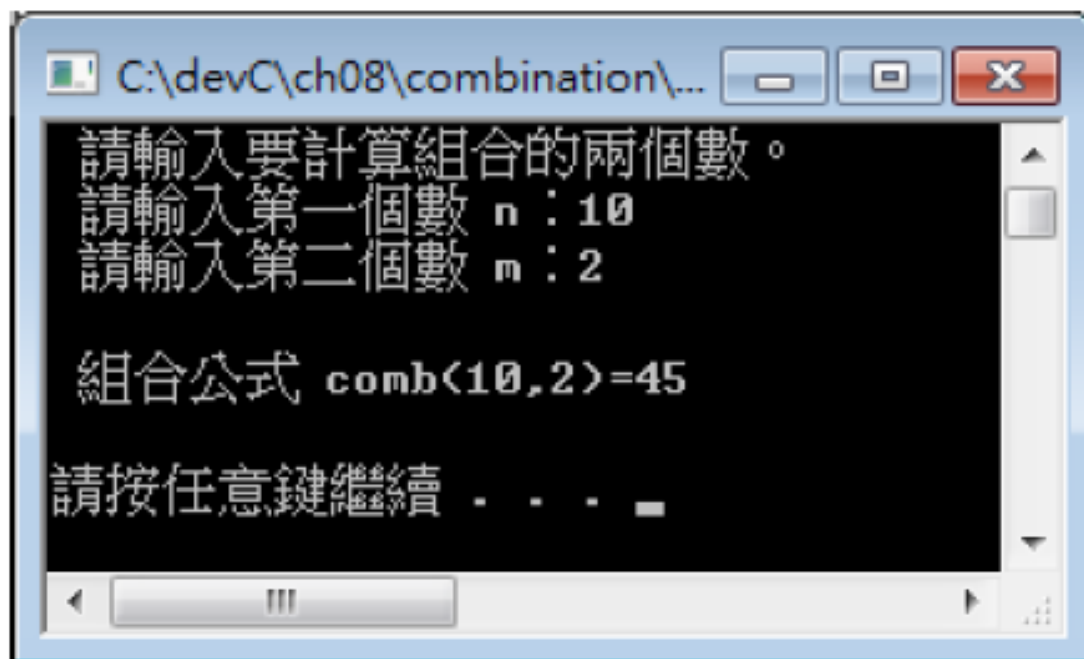 C:\devC\ch08\combination\...
請輸入要計算組合的兩個數。
請輸入第一個數 n：10
請輸入第二個數 m：2
組合公式 comb(10,2)=45
請按任意鍵繼續 . . . _